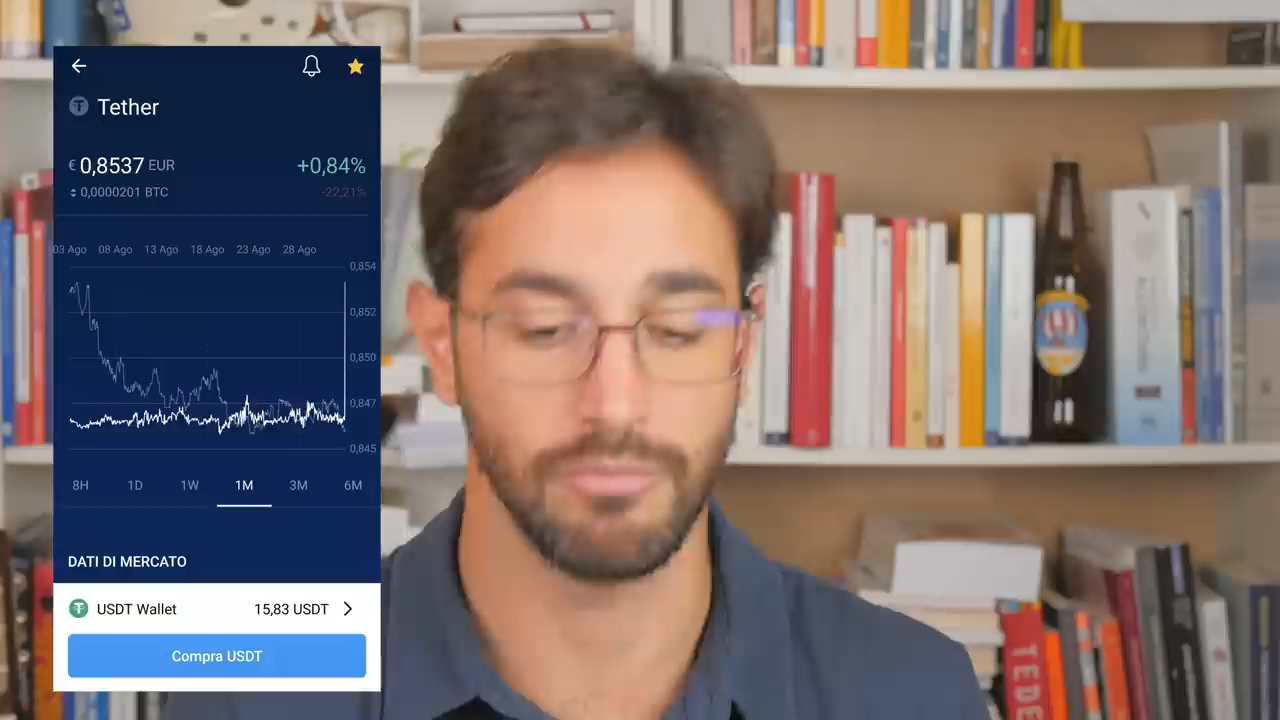 Tether
€ 0,8537 EUR
+0,84%
0,0000201 BTC
-22,21%
03 Ago 08 Ago 13 Ago 18 Ago 23 Ago 28 Ago
0,854
0,852
0,850
0,847
0,845
8H 1D 1W 1M 3M 6M
DATI DI MERCATO
USDT Wallet 15,83 USDT
Compra USDT
TEDE